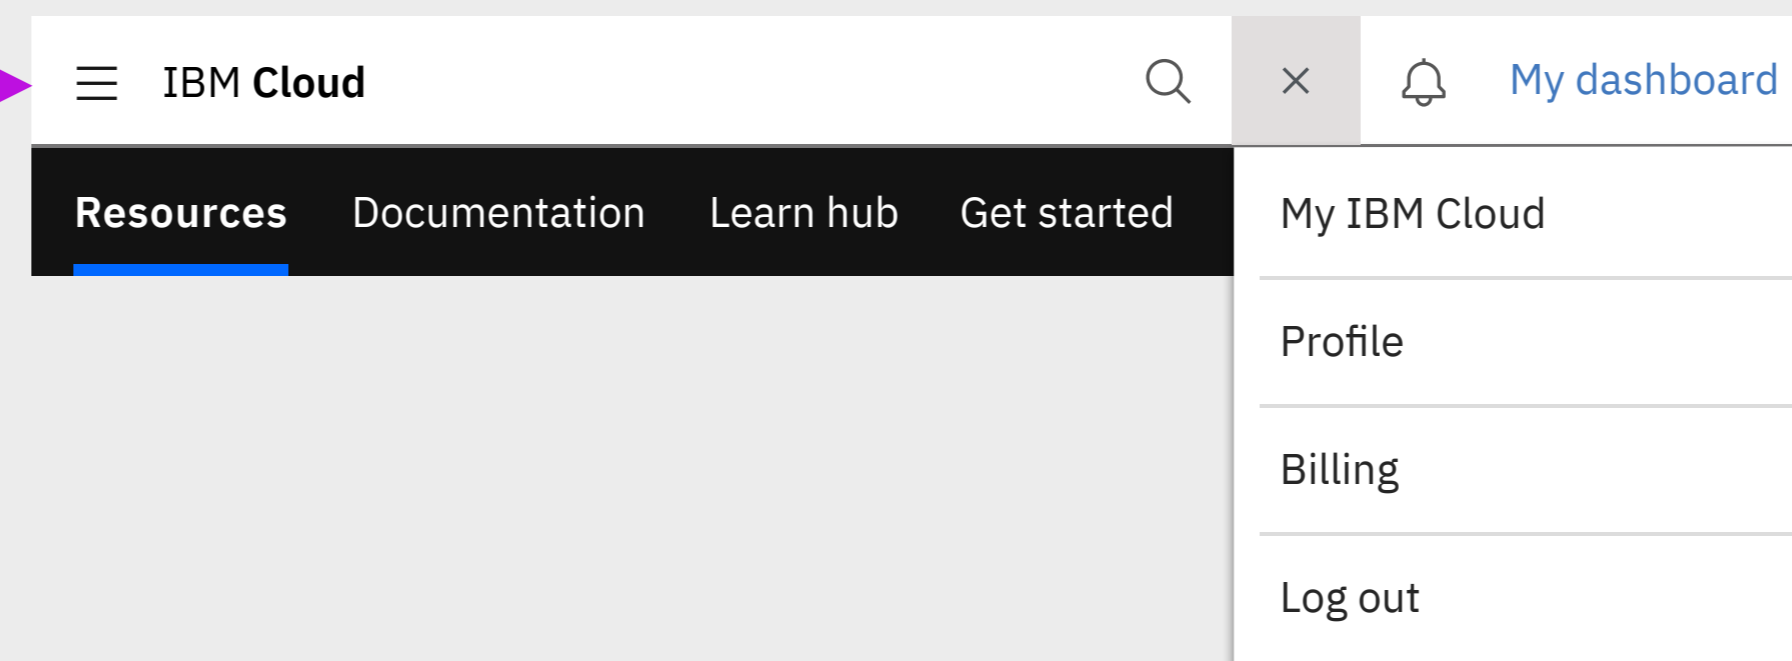 IBM Cloud
My dashboard
Resources
Documentation
Learn hub
Get started
My IBM Cloud
Profile
Billing
Log out